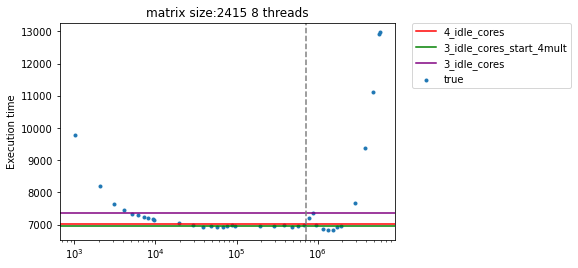 matrix size:2415 8 threads
4_idle_cores
3_idle_cores_start_4mult
3_idle_cores
true
Execution time
13000
12000
11000
10000
9000
8000
7000
10³
10⁴
10⁵
10⁶